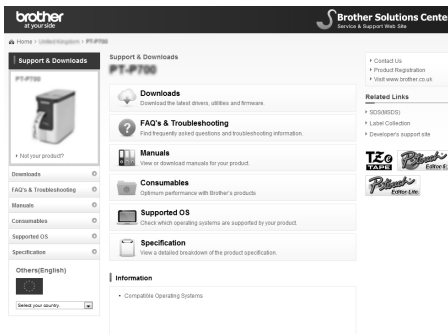 brother
at your side
Brother Solutions Cente
Service & Support Web Site
Home
PT-P700
Support & Downloads
PT-P700
Not your product?
Downloads
FAQ's & Troubleshooting
Manuals
Consumables
Supported OS
Specification
Others(English)
Select your country.
Support & Downloads
PT-P700
Downloads
Download the latest drivers, utilities and firmware.
FAQ's & Troubleshooting
Find frequently asked questions and troubleshooting information.
Manuals
View or download manuals for your product.
Consumables
Optimum performance with Brother's products
Supported OS
Check which operating systems are supported by your product.
Specification
View a detailed breakdown of the product specification.
Information
Compatible Operating Systems
Contact Us
Product Registration
Visit www.brother.co.uk
Related Links
SDS(MSDS)
Label Collection
Developer's support site
TZe
TAPE
P-touch
Editor
P-touch
Editor Lite